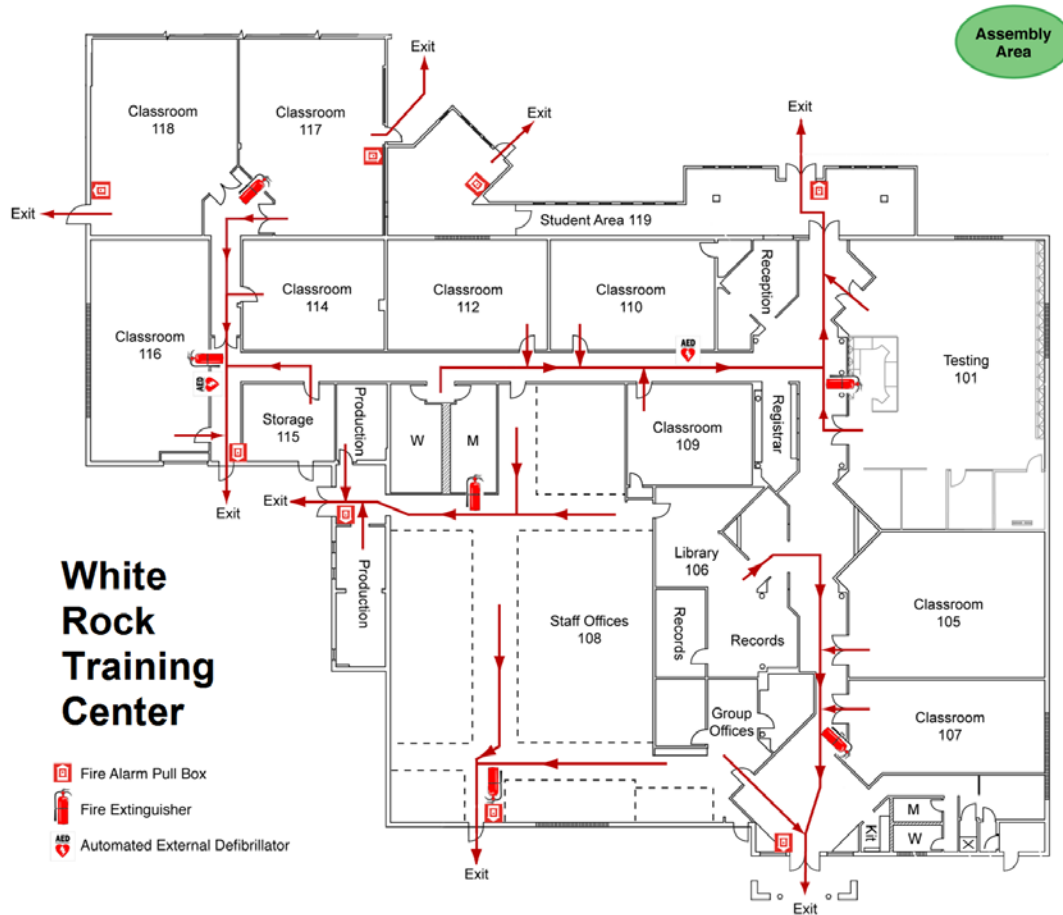 Assembly
Area
Exit
Exit
Exit
Classroom
118
Classroom
117
Exit
Student Area 119
Classroom
116
Classroom
114
Classroom
112
Classroom
110
Reception
Testing
101
AED
AED
Storage
115
Production
W
M
Classroom
109
Registrar
Exit
Exit
Production
Library
106
Staff Offices
108
Records
Records
Classroom
105
Group
Offices
Classroom
107
White
Rock
Training
Center
Fire Alarm Pull Box
Fire Extinguisher
AED
Automated External Defibrillator
M
W
Kit
Exit
Exit